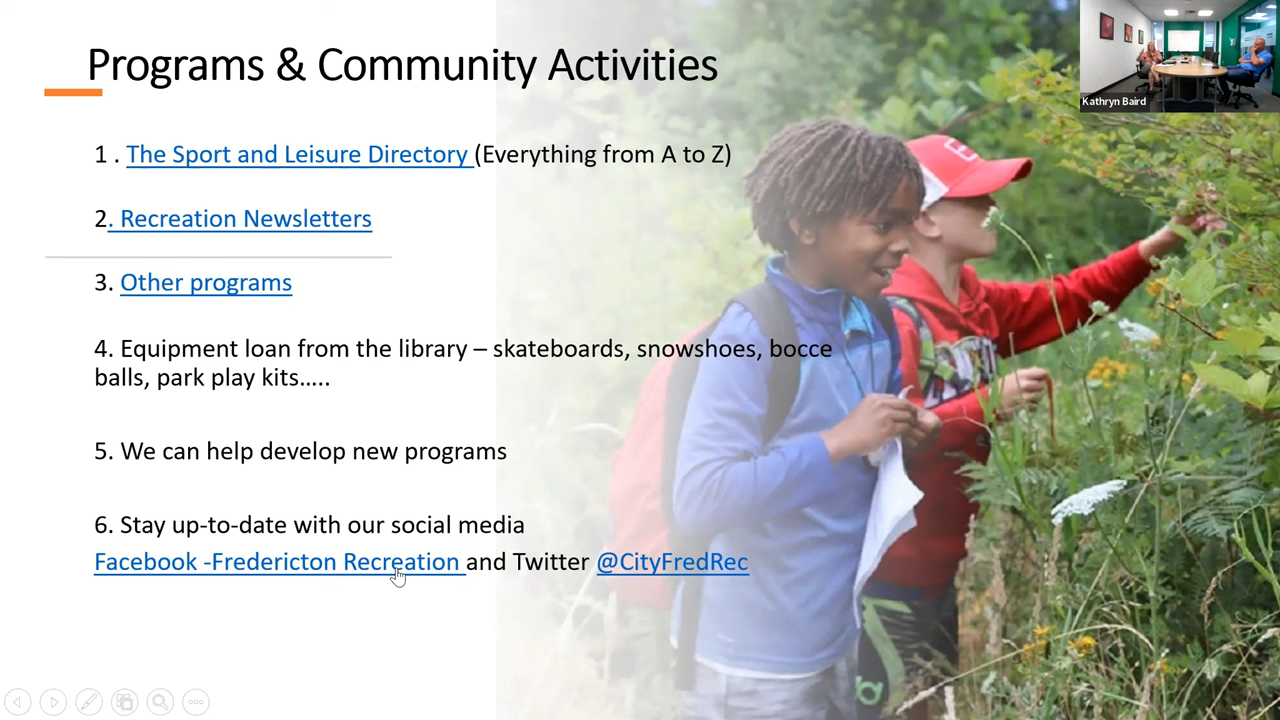 Programs & Community Activities
Kathryn Baird
1 . The Sport and Leisure Directory (Everything from A to Z)
2. Recreation Newsletters
3. Other programs
4. Equipment loan from the library – skateboards, snowshoes, bocce
balls, park play kits…..
5. We can help develop new programs
6. Stay up-to-date with our social media
Facebook -Fredericton Recreation and Twitter @CityFredRec